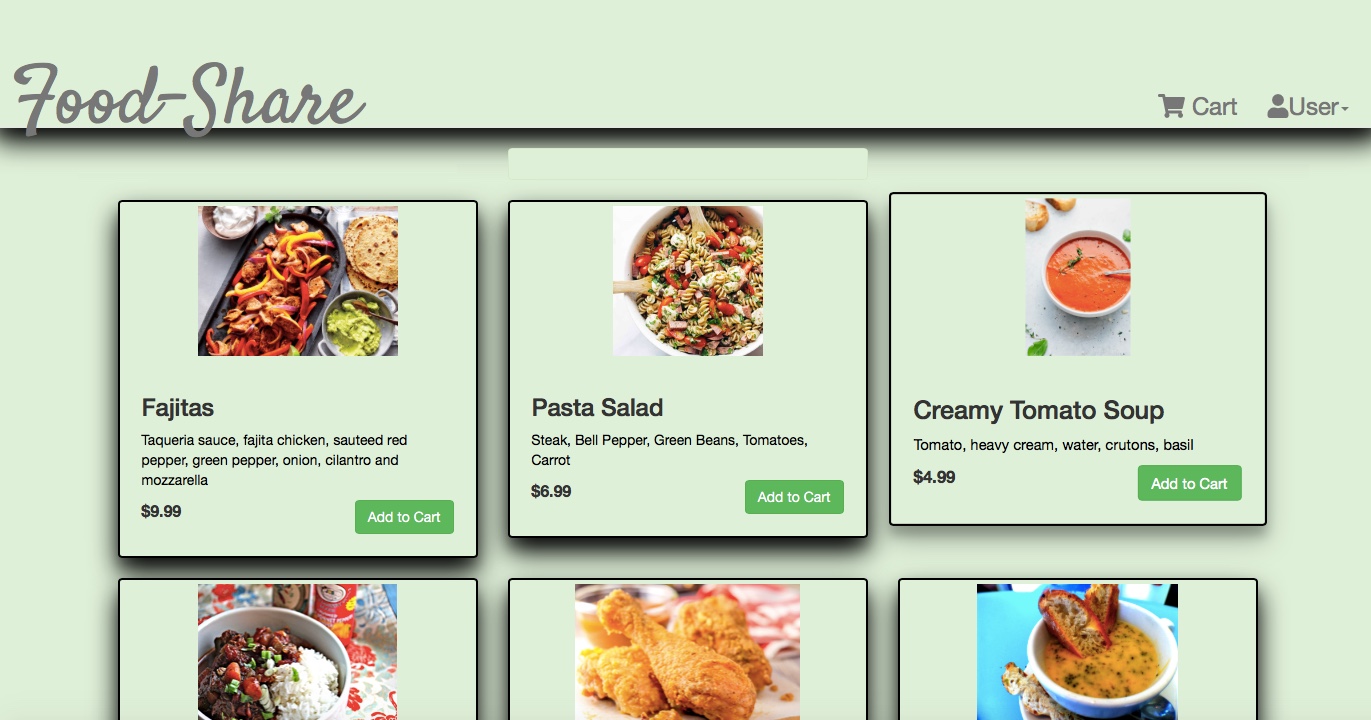 Food-Share
Cart
User
Fajitas
Taqueria sauce, fajita chicken, sauteed red
pepper, green pepper, onion, cilantro and
mozzarella
$9.99
Add to Cart
Pasta Salad
Steak, Bell Pepper, Green Beans, Tomatoes,
Carrot
$6.99
Add to Cart
Creamy Tomato Soup
Tomato, heavy cream, water, crutons, basil
$4.99
Add to Cart